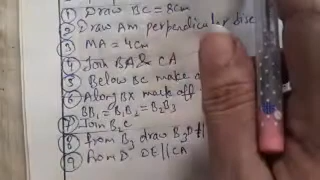 ① Draw BC = 8cm
② Draw AM perpendicular bisc
③ MA = 4cm
④ Join BA & CA
⑤ Below BC make a
⑥ Along BX mark off
BB₁ = B₁B₂ = B₂B₃
⑦ Join B₂C
⑧ from B₃ draw B₃D ||
⑨ from D DE || CA